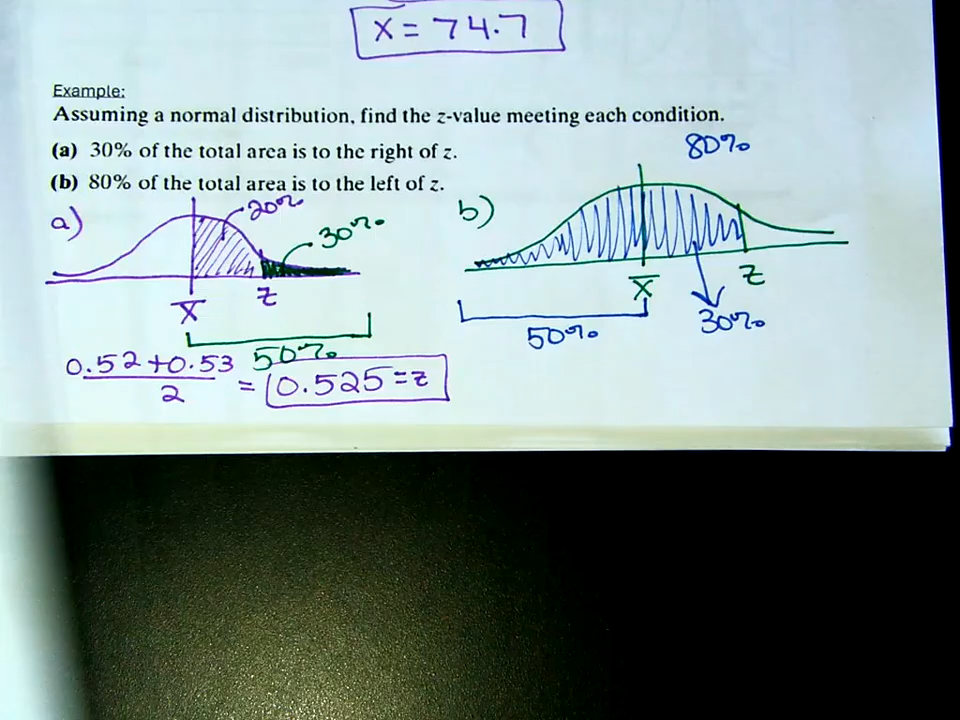 x = 74.7
Example:
Assuming a normal distribution, find the z-value meeting each condition.
(a) 30% of the total area is to the right of z.
(b) 80% of the total area is to the left of z.
a)
20%
30%
x̄
z
50%
0.52 + 0.53
2
= 0.525 = z
b)
80%
x̄
z
50%
30%